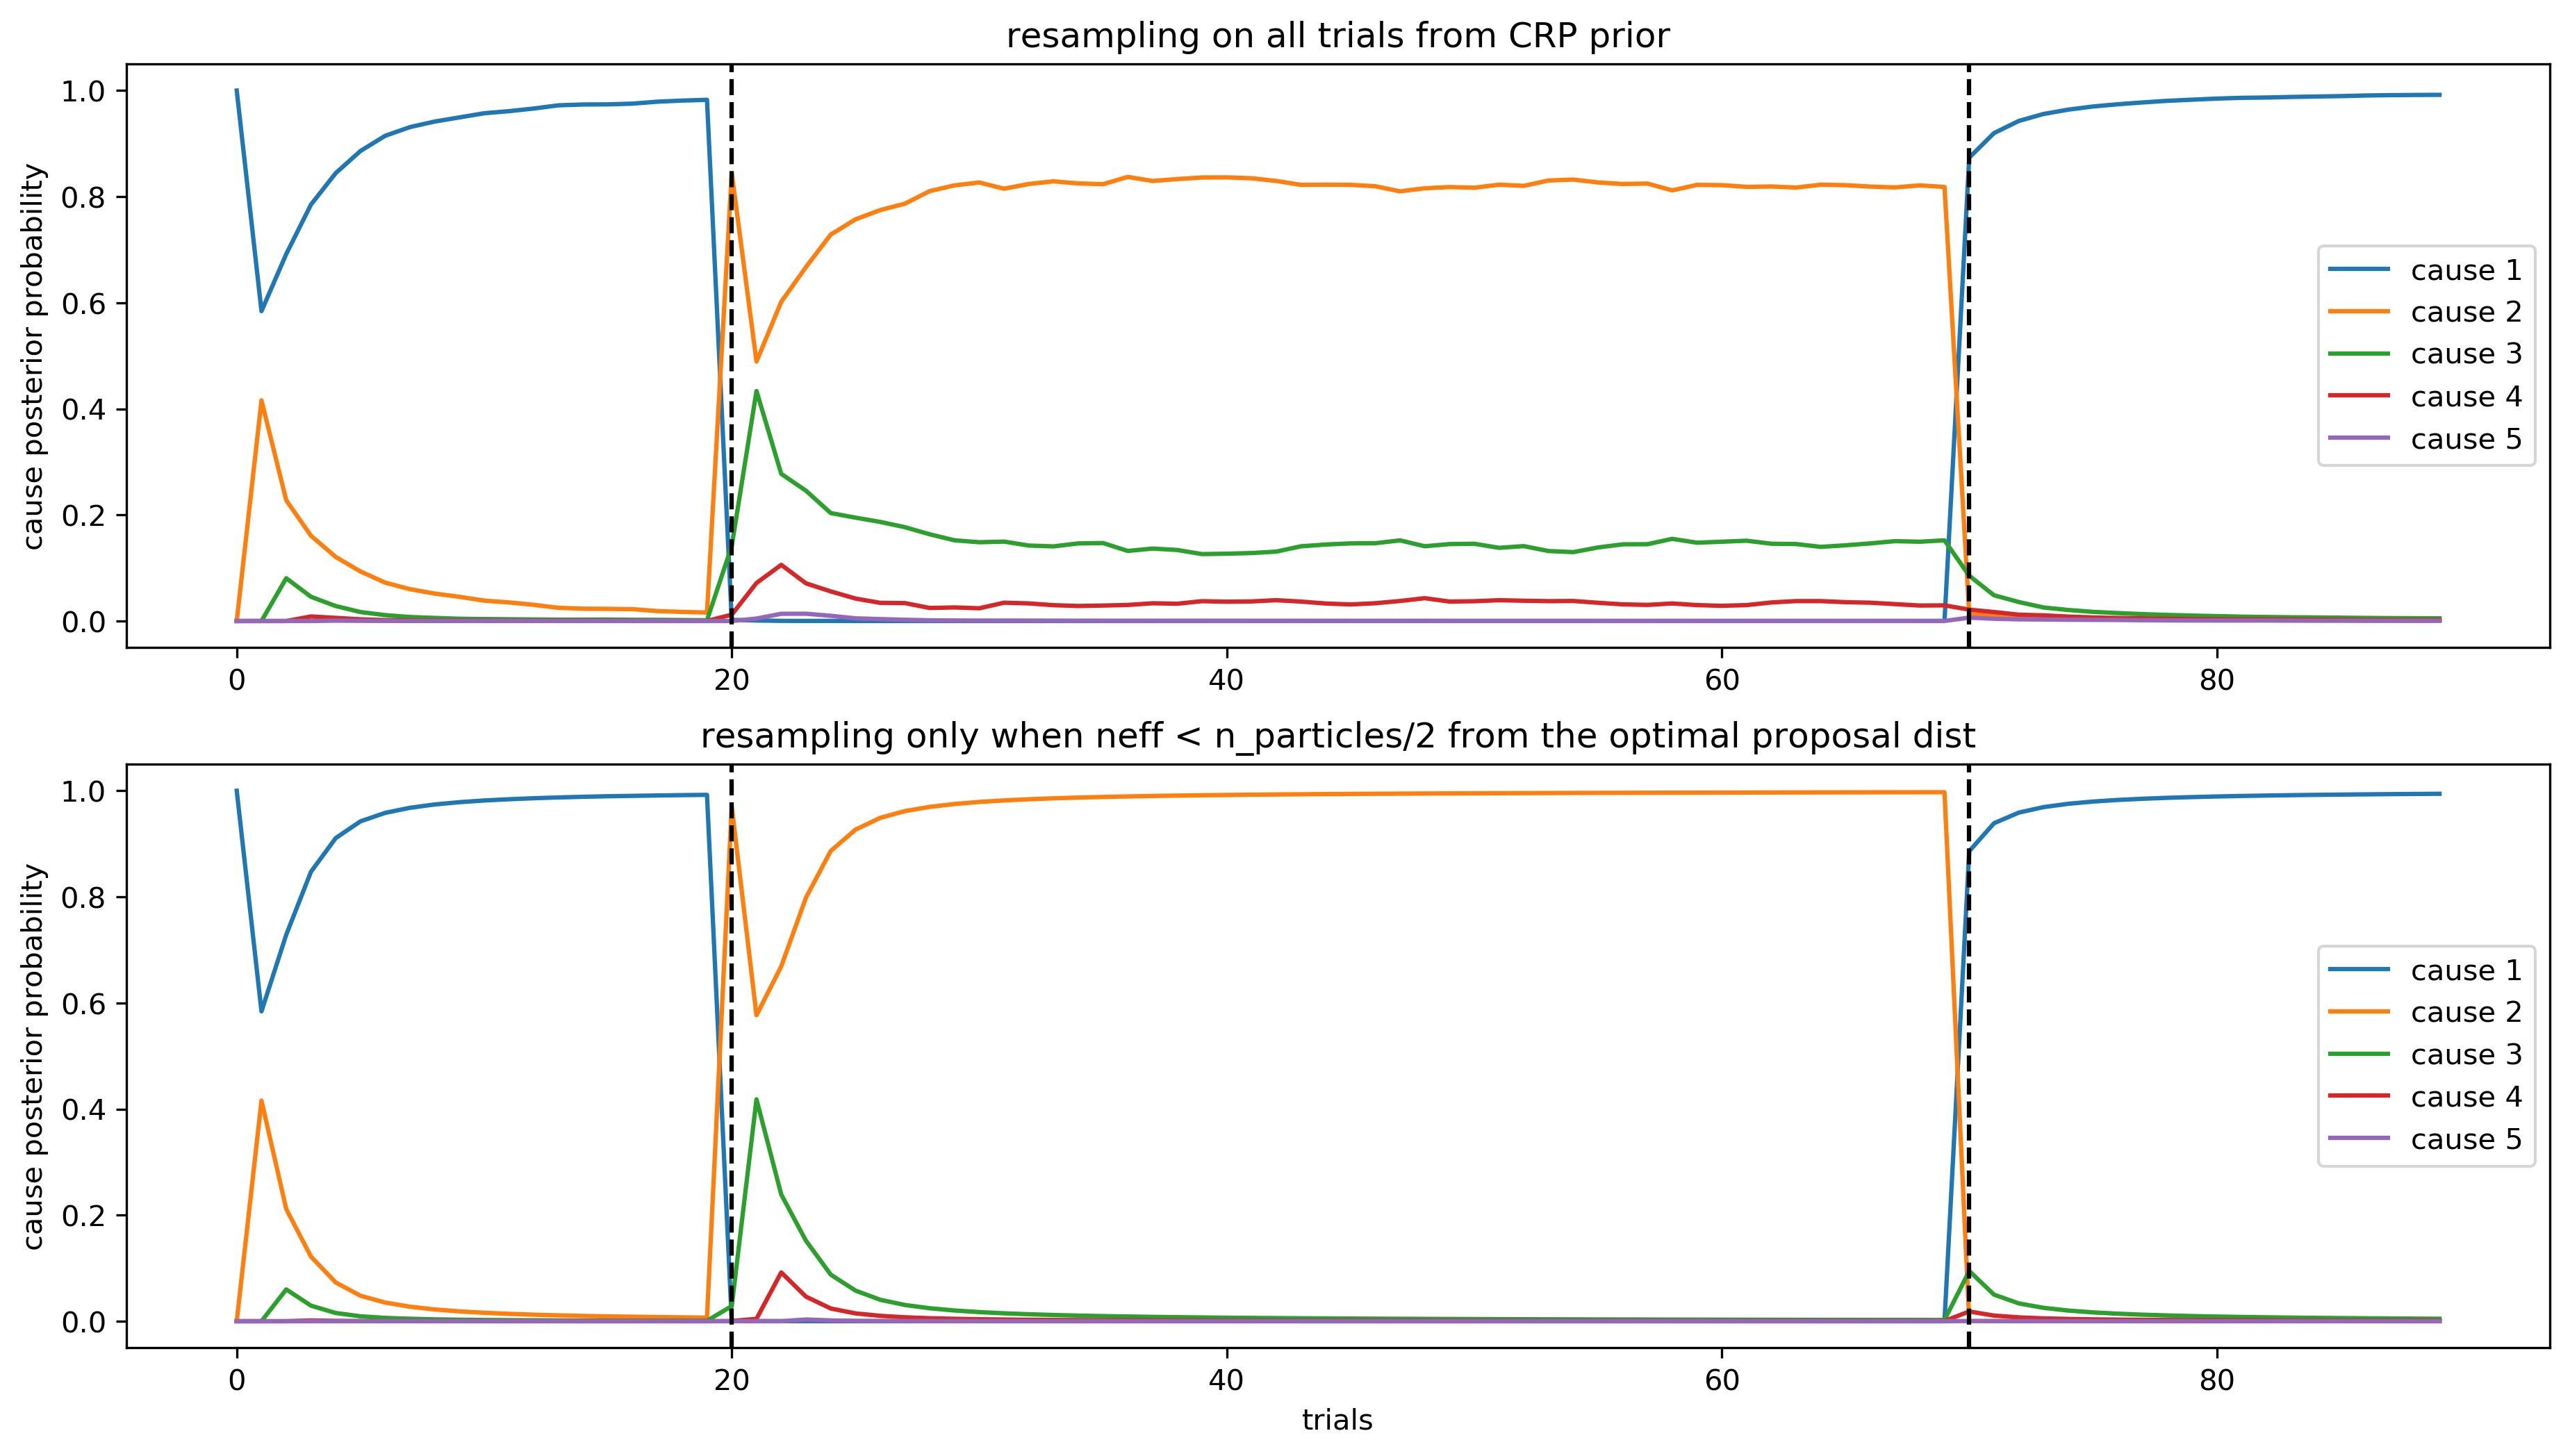 resampling on all trials from CRP prior
cause posterior probability
1.0
0.8
0.6
0.4
0.2
0.0
0
20
40
60
80
cause 1
cause 2
cause 3
cause 4
cause 5
resampling only when neff < n_particles/2 from the optimal proposal dist
cause posterior probability
1.0
0.8
0.6
0.4
0.2
0.0
0
20
40
60
80
cause 1
cause 2
cause 3
cause 4
cause 5
trials